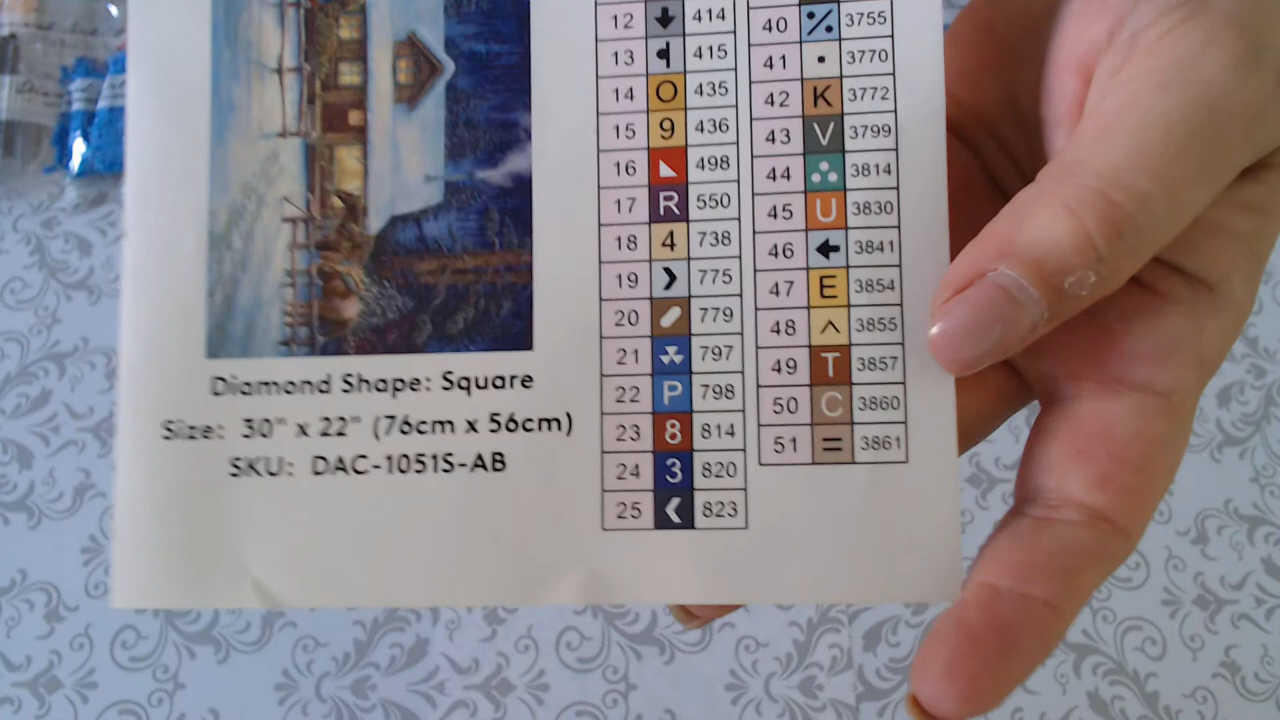 12 414
13 415
14 O 435
15 9 436
16 498
17 R 550
18 4 738
19 775
20 779
21 797
22 P 798
23 8 814
24 3 820
25 823
40 3755
41 3770
42 K 3772
43 V 3799
44 3814
45 U 3830
46 3841
47 E 3854
48 ^ 3855
49 T 3857
50 C 3860
51 = 3861
Diamond Shape: Square
Size: 30" x 22" (76cm x 56cm)
SKU: DAC-1051S-AB